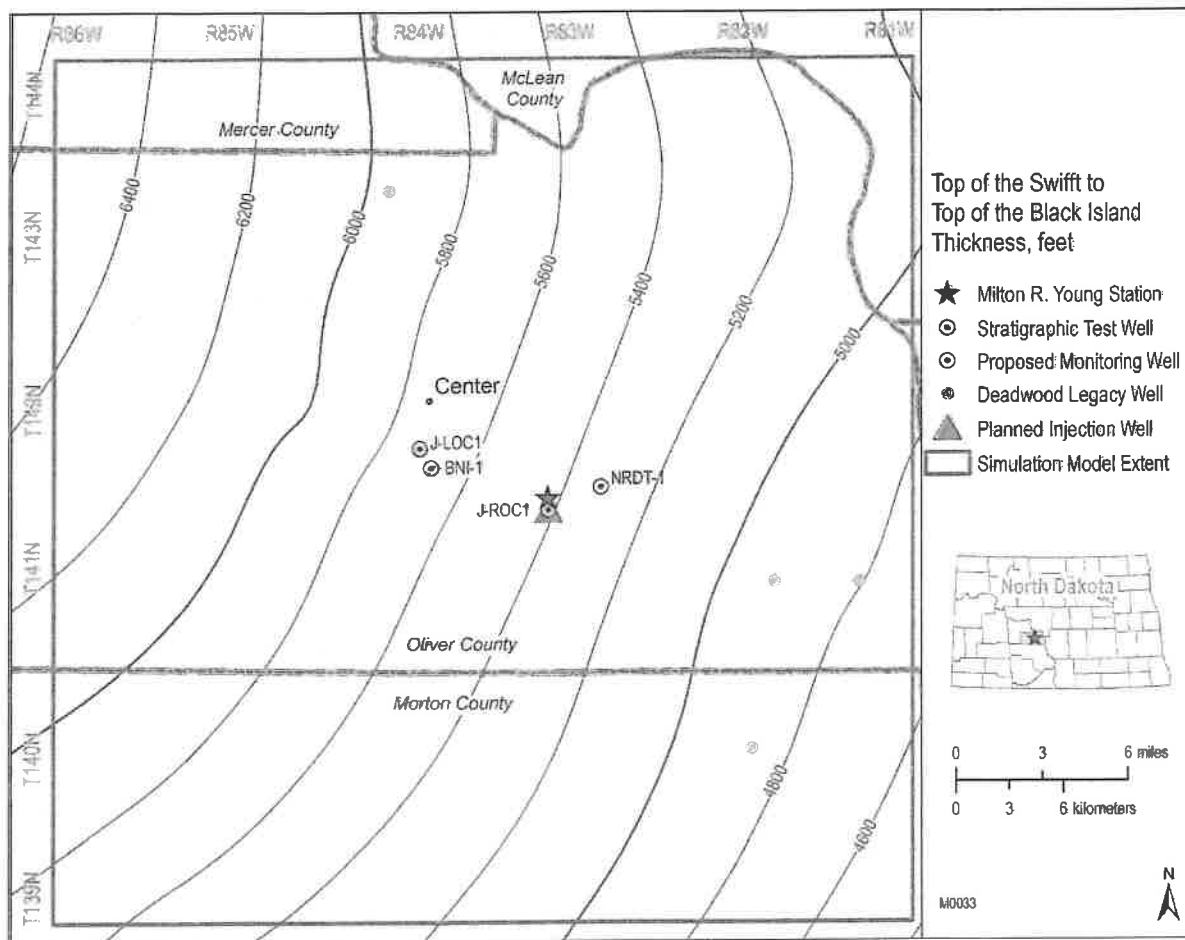 R86W
R85W
R84W
R83W
R82W
R81W
T144N
T143N
T142N
T141N
T140N
T139N
McLean
County
Mercer County
6400
6200
6000
5800
5600
5400
5200
5000
4800
4600
Center
J-LOC1
BNI-1
NRDT-1
J-ROC1
Oliver County
Morton County
Top of the Swifft to
Top of the Black Island
Thickness, feet
Milton R. Young Station
Stratigraphic Test Well
Proposed Monitoring Well
Deadwood Legacy Well
Planned Injection Well
Simulation Model Extent
North Dakota
0 3 6 miles
0 3 6 kilometers
M0033
N